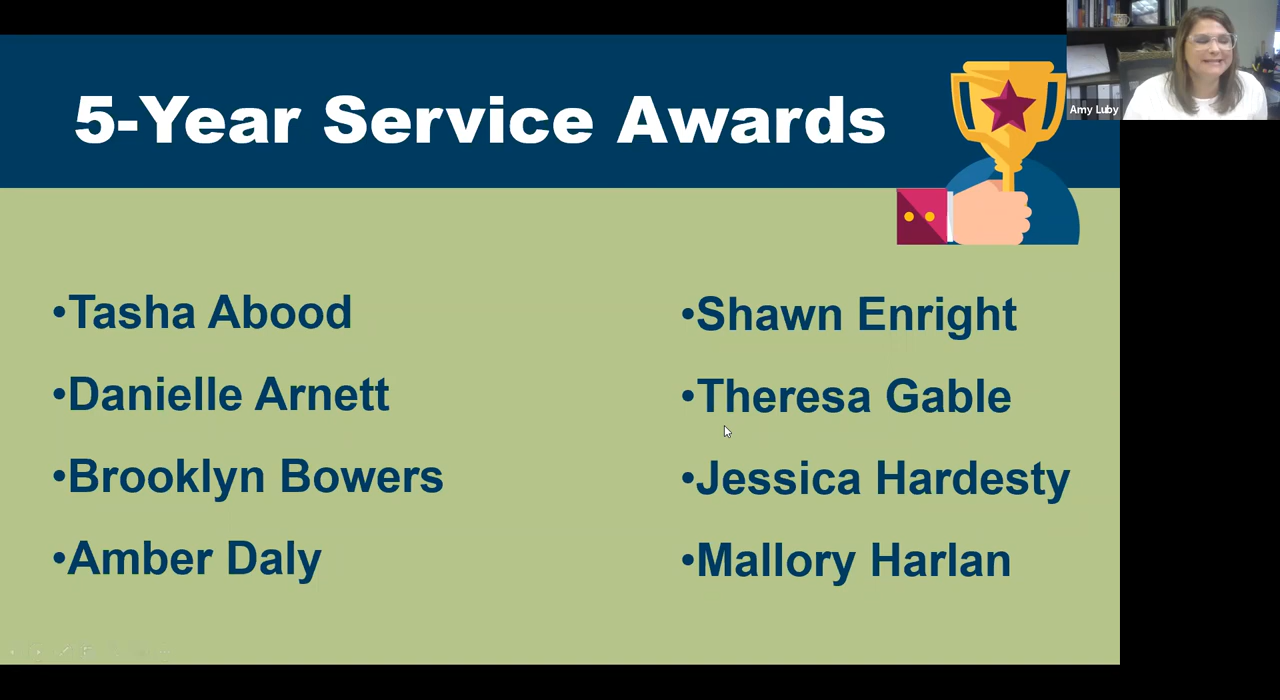 5-Year Service Awards
Amy Luby
•Tasha Abood
•Danielle Arnett
•Brooklyn Bowers
•Amber Daly
•Shawn Enright
•Theresa Gable
•Jessica Hardesty
•Mallory Harlan